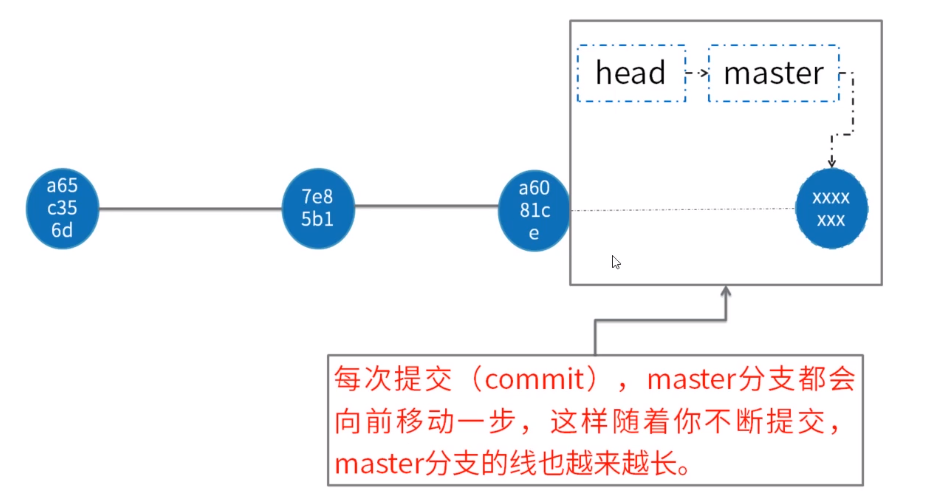 head
master
a65
c35
6d
7e8
5b1
a60
81c
e
xxxx
xxx
每次提交（commit），master分支都会
向前移动一步，这样随着你不断提交，
master分支的线也越来越长。